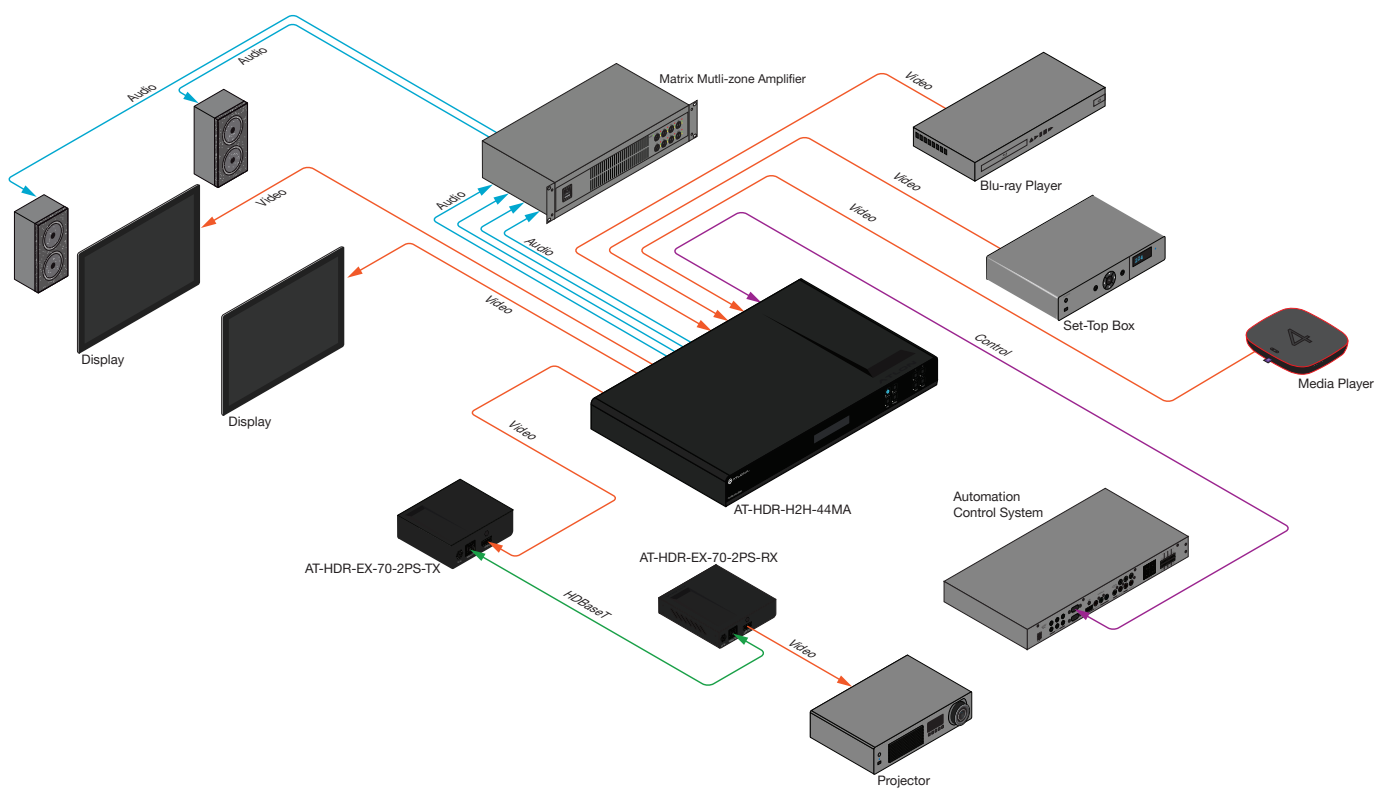 Audio
Audio
Matrix Mutli-zone Amplifier
Video
Blu-ray Player
Video
Video
Audio
Video
Audio
Set-Top Box
Control
4
Media Player
Display
Video
Display
Video
AT-HDR-H2H-44MA
Automation
Control System
AT-HDR-EX-70-2PS-TX
AT-HDR-EX-70-2PS-RX
HDBaseT
Video
Projector